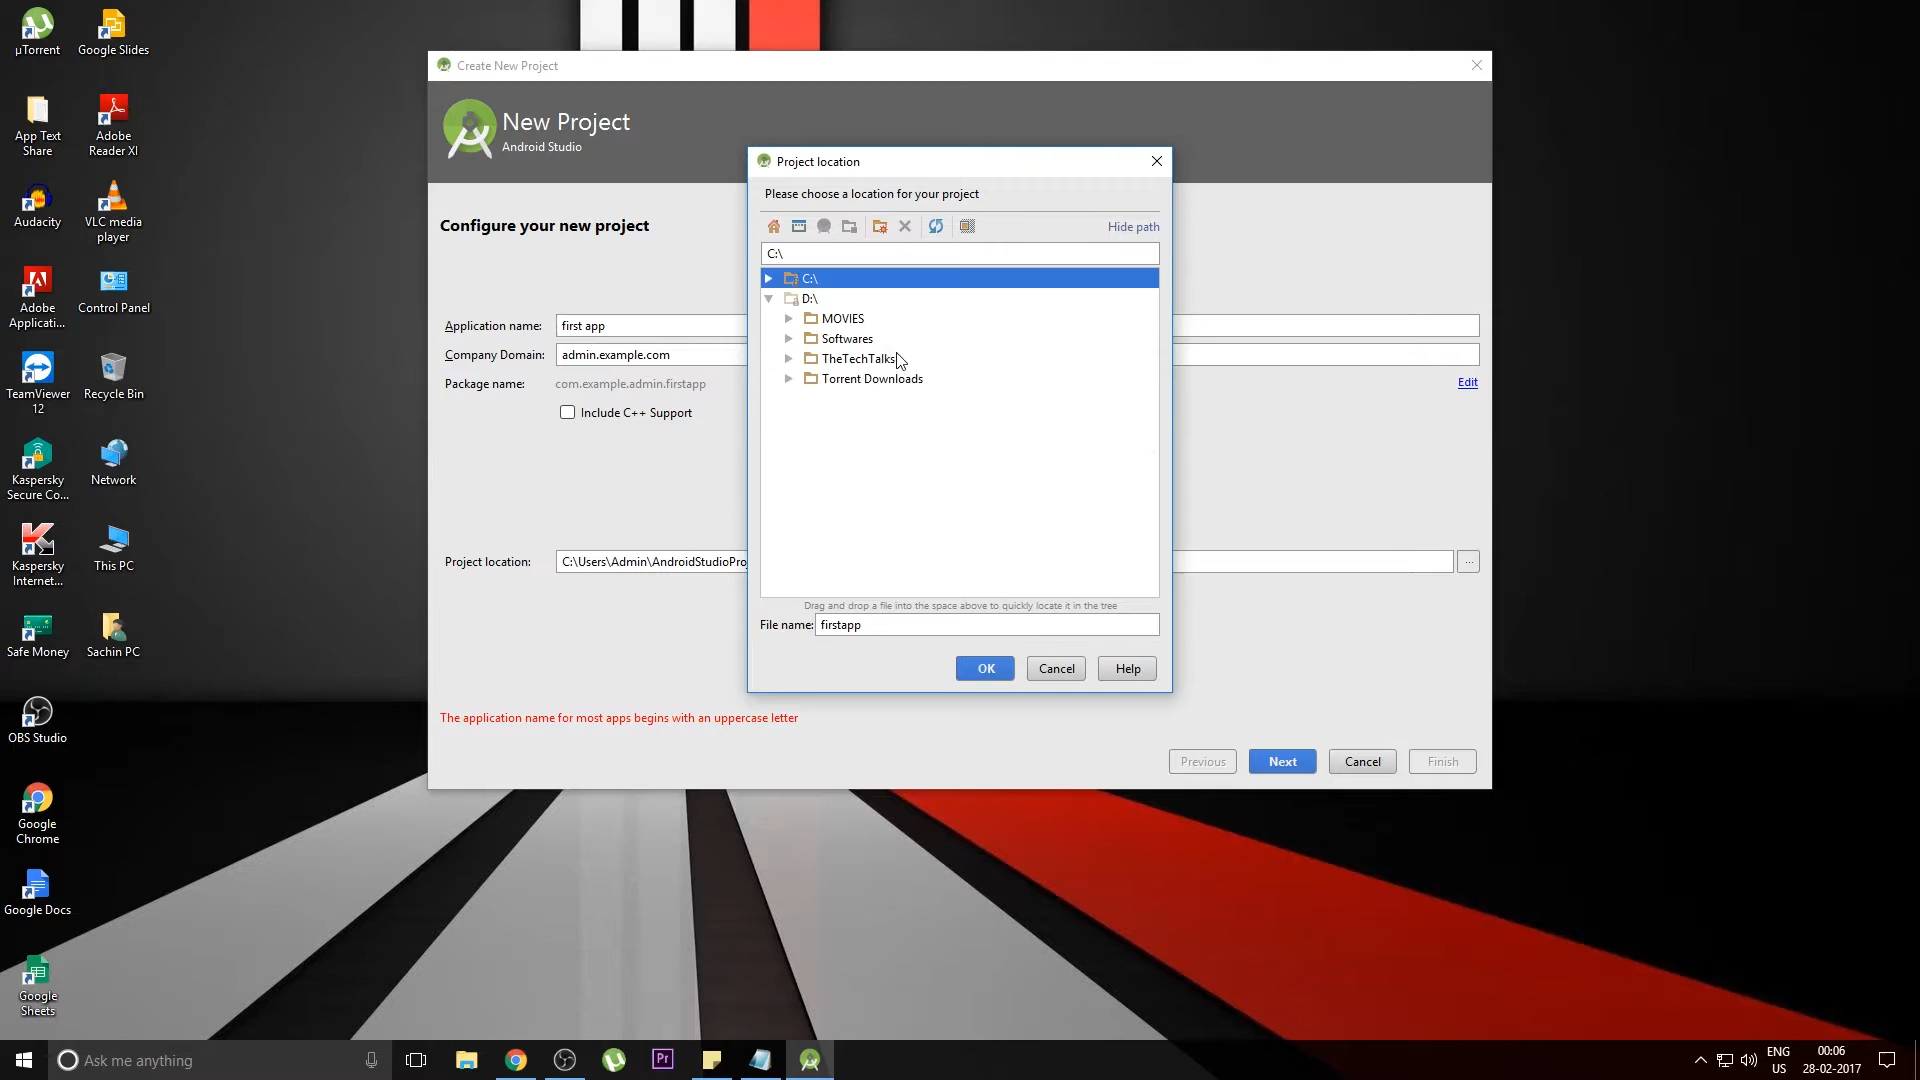 µTorrent
Google Slides
App Text
Share
Adobe
Reader XI
Audacity
VLC media
player
Adobe
Applicati...
Control Panel
TeamViewer
12
Recycle Bin
Kaspersky
Secure Co...
Network
Kaspersky
Internet...
This PC
Safe Money
Sachin PC
OBS Studio
Google
Chrome
Google Docs
Google
Sheets
Create New Project
New Project
Android Studio
Configure your new project
Application name: first app
Company Domain: admin.example.com
Package name: com.example.admin.firstapp
Edit
Include C++ Support
Project location: C:\Users\Admin\AndroidStudioPro
...
The application name for most apps begins with an uppercase letter
Previous Next Cancel Finish
Project location
Please choose a location for your project
Hide path
C:\
C:\
D:\
MOVIES
Softwares
TheTechTalks
Torrent Downloads
Drag and drop a file into the space above to quickly locate it in the tree
File name: firstapp
OK Cancel Help
Ask me anything
Pr
ENG
US
00:06
28-02-2017